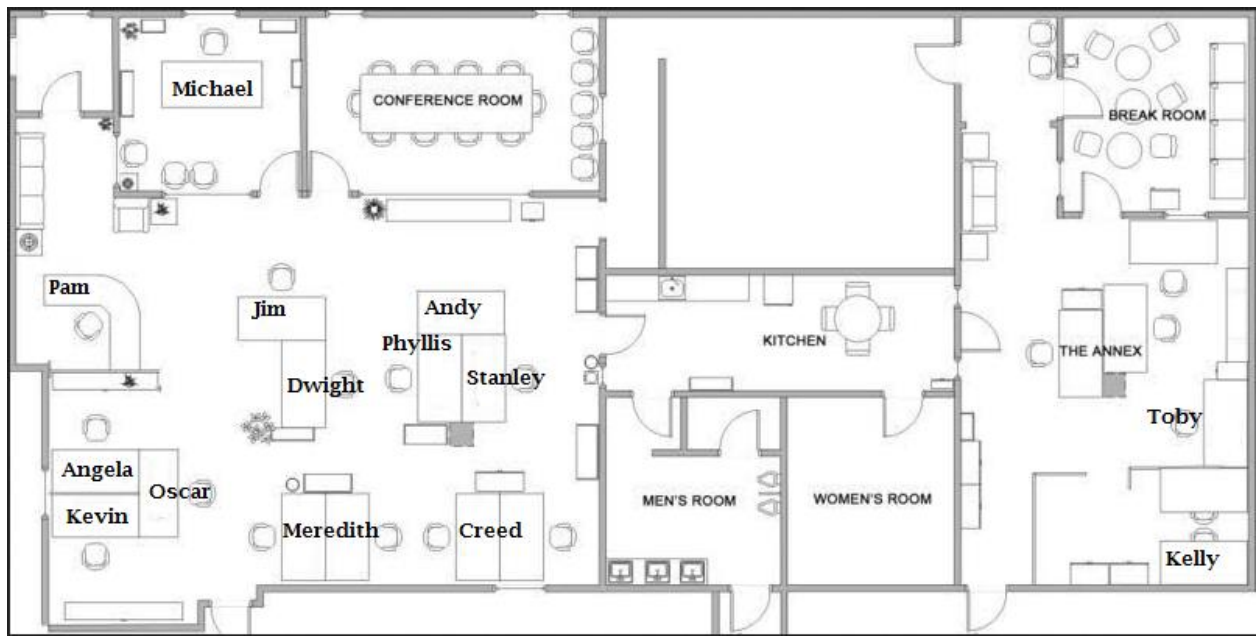 Michael
CONFERENCE ROOM
BREAK ROOM
Pam
Jim
Andy
Phyllis
KITCHEN
THE ANNEX
Dwight
Stanley
Toby
Angela
Oscar
Kevin
Meredith
Creed
MEN'S ROOM
WOMEN'S ROOM
Kelly